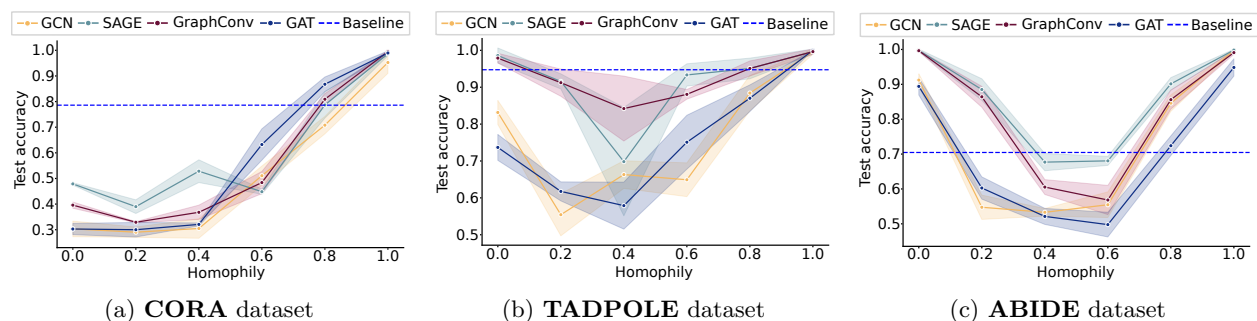 GCN SAGE GraphConv GAT Baseline
1.0
0.9
0.8
0.7
0.6
0.5
0.4
0.3
Test accuracy
0.0 0.2 0.4 0.6 0.8 1.0
Homophily
(a) CORA dataset
GCN SAGE GraphConv GAT Baseline
1.0
0.9
0.8
0.7
0.6
0.5
Test accuracy
0.0 0.2 0.4 0.6 0.8 1.0
Homophily
(b) TADPOLE dataset
GCN SAGE GraphConv GAT Baseline
1.0
0.9
0.8
0.7
0.6
0.5
Test accuracy
0.0 0.2 0.4 0.6 0.8 1.0
Homophily
(c) ABIDE dataset